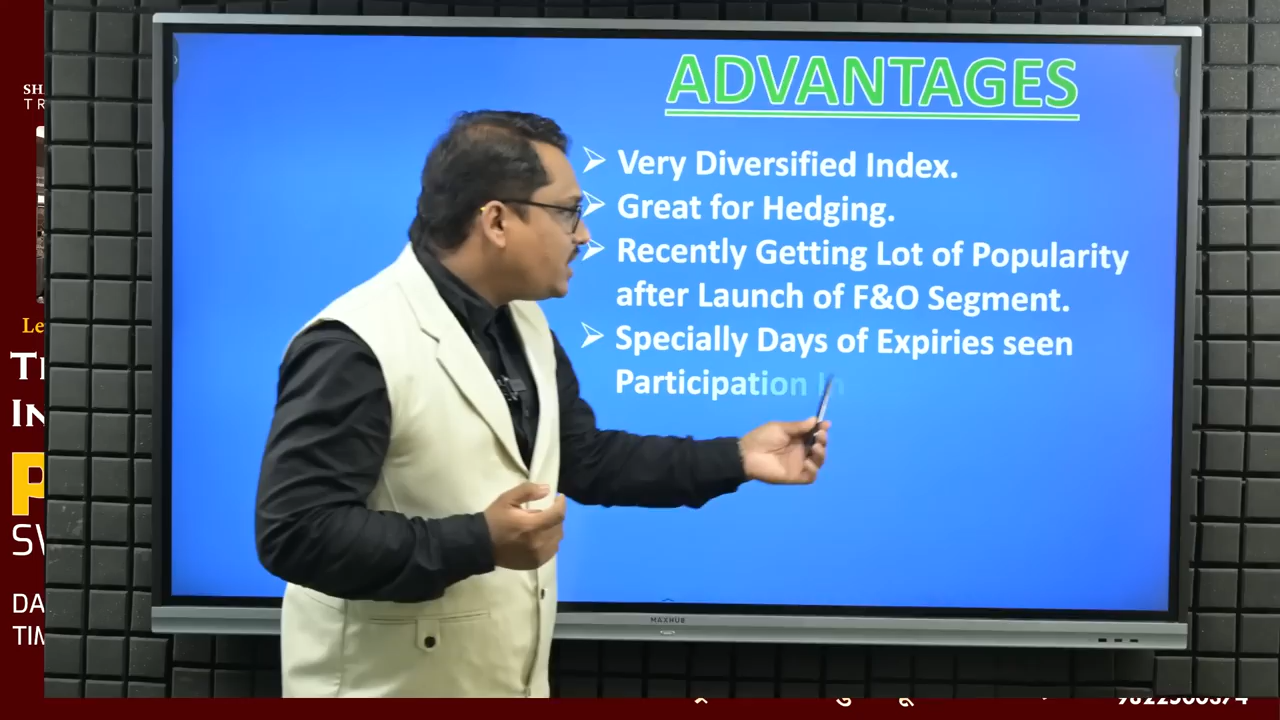 ADVANTAGES
Very Diversified Index.
Great for Hedging.
Recently Getting Lot of Popularity
after Launch of F&O Segment.
Specially Days of Expiries seen
Participation In
MAXHUB